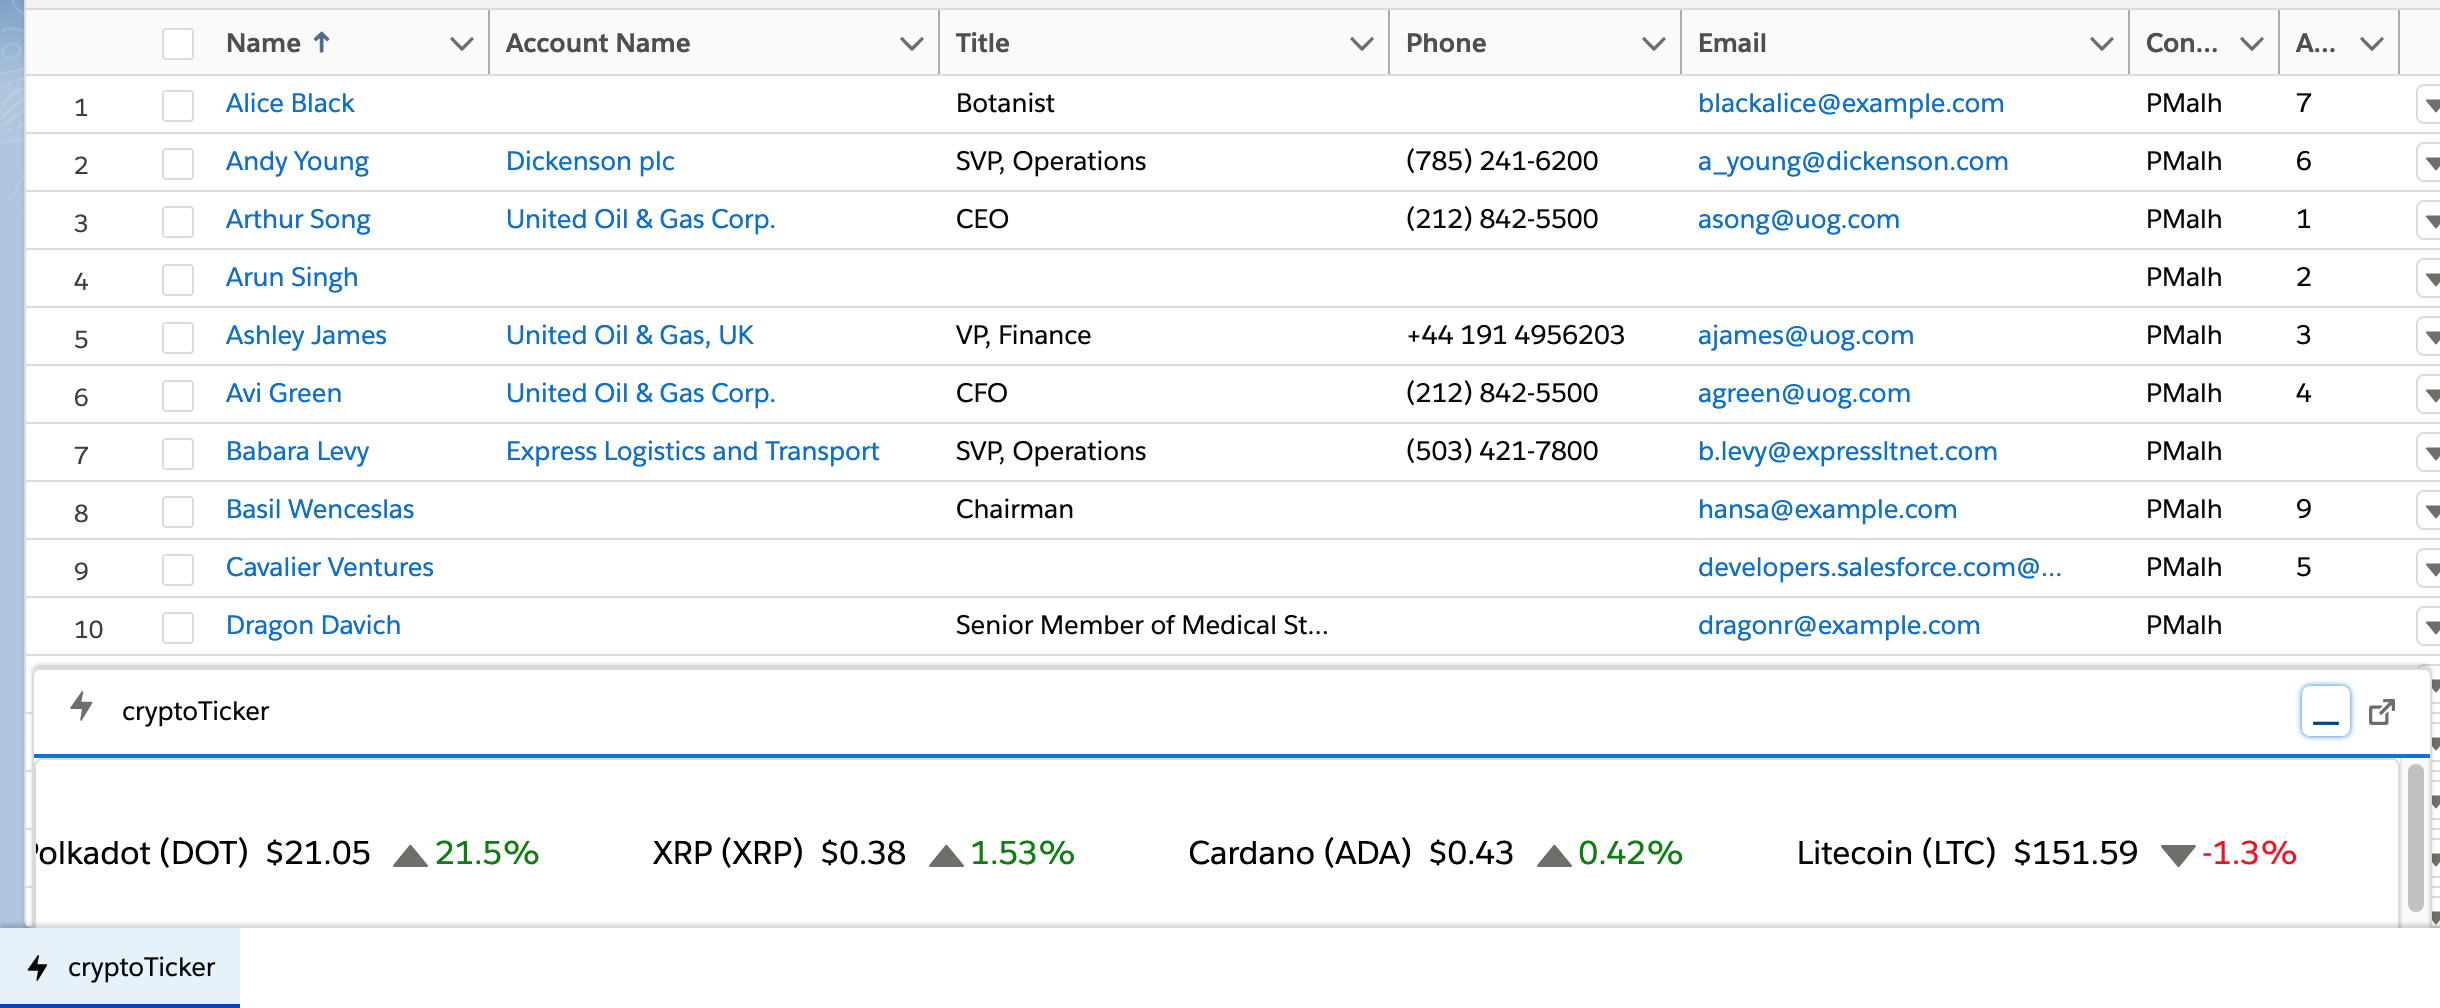 Name Account Name Title Phone Email Con... A...
1 Alice Black Botanist blackalice@example.com PMalh 7
2 Andy Young Dickenson plc SVP, Operations (785) 241-6200 a_young@dickenson.com PMalh 6
3 Arthur Song United Oil & Gas Corp. CEO (212) 842-5500 asong@uog.com PMalh 1
4 Arun Singh PMalh 2
5 Ashley James United Oil & Gas, UK VP, Finance +44 191 4956203 ajames@uog.com PMalh 3
6 Avi Green United Oil & Gas Corp. CFO (212) 842-5500 agreen@uog.com PMalh 4
7 Babara Levy Express Logistics and Transport SVP, Operations (503) 421-7800 b.levy@expressltnet.com PMalh
8 Basil Wenceslas Chairman hansa@example.com PMalh 9
9 Cavalier Ventures developers.salesforce.com@... PMalh 5
10 Dragon Davich Senior Member of Medical St... dragonr@example.com PMalh
cryptoTicker
Polkadot (DOT) $21.05 ▲ 21.5% XRP (XRP) $0.38 ▲ 1.53% Cardano (ADA) $0.43 ▲ 0.42% Litecoin (LTC) $151.59 ▼ -1.3%
cryptoTicker